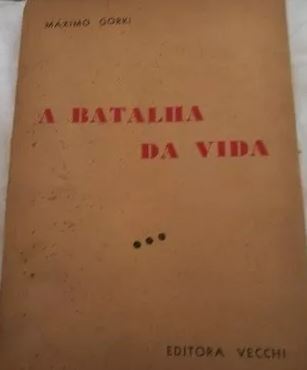 MÁXIMO GORKI
A BATALHA
DA VIDA
EDITORA VECCHI